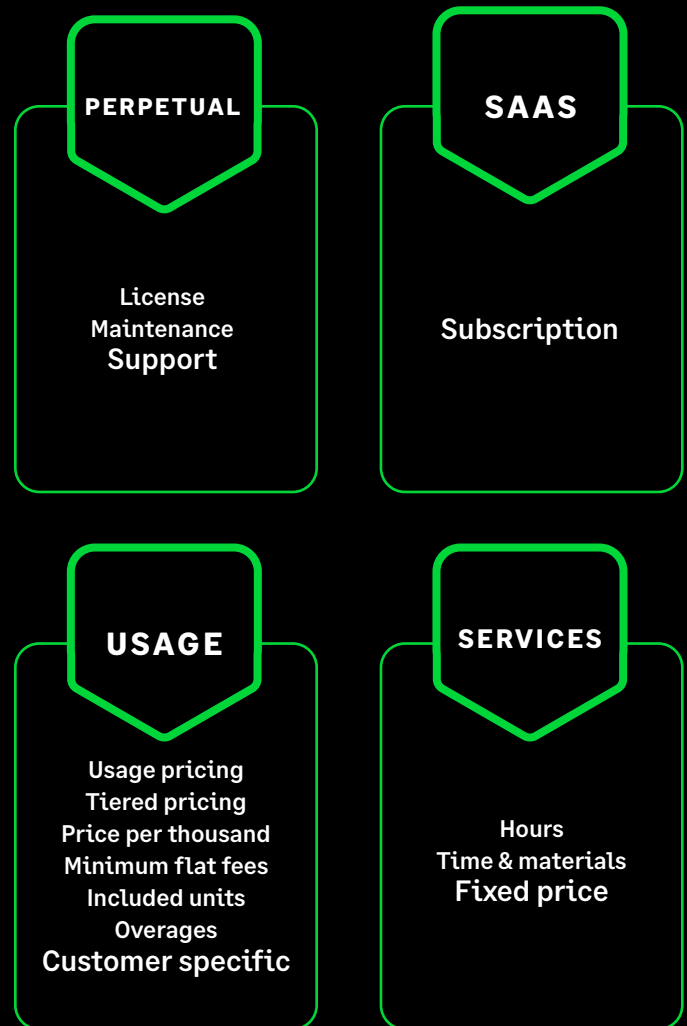 PERPETUAL
License
Maintenance
Support
SAAS
Subscription
USAGE
Usage pricing
Tiered pricing
Price per thousand
Minimum flat fees
Included units
Overages
Customer specific
SERVICES
Hours
Time & materials
Fixed price